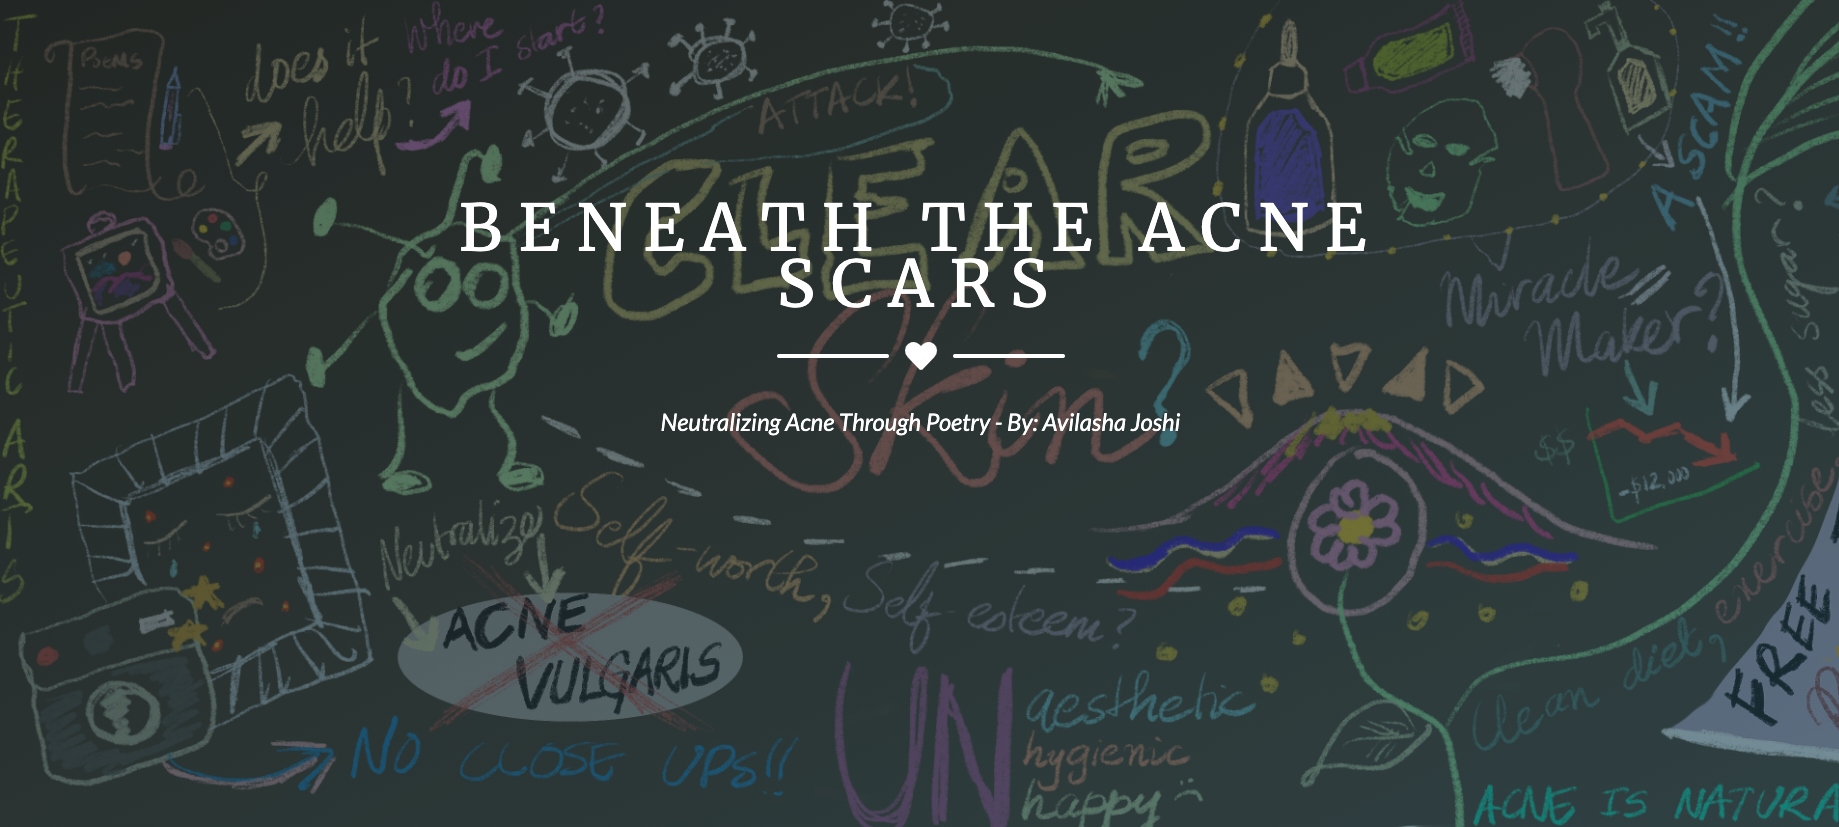 THERAPEUTIC ARTS
POEMS
does it
help?
Where
do I start?
ATTACK!
CLEAR
Skin?
BENEATH THE ACNE
SCARS
Neutralizing Acne Through Poetry - By: Avilasha Joshi
A SCAM!!
Miracle
Maker?
$$
-$12,000
less sugar?
exercise
clean diet,
FREE
Neutralize
Self-worth,
Self-esteem?
ACNE
VULGARIS
NO CLOSE UPS!!
UN
aesthetic
hygienic
happy
ACNE IS NATURA